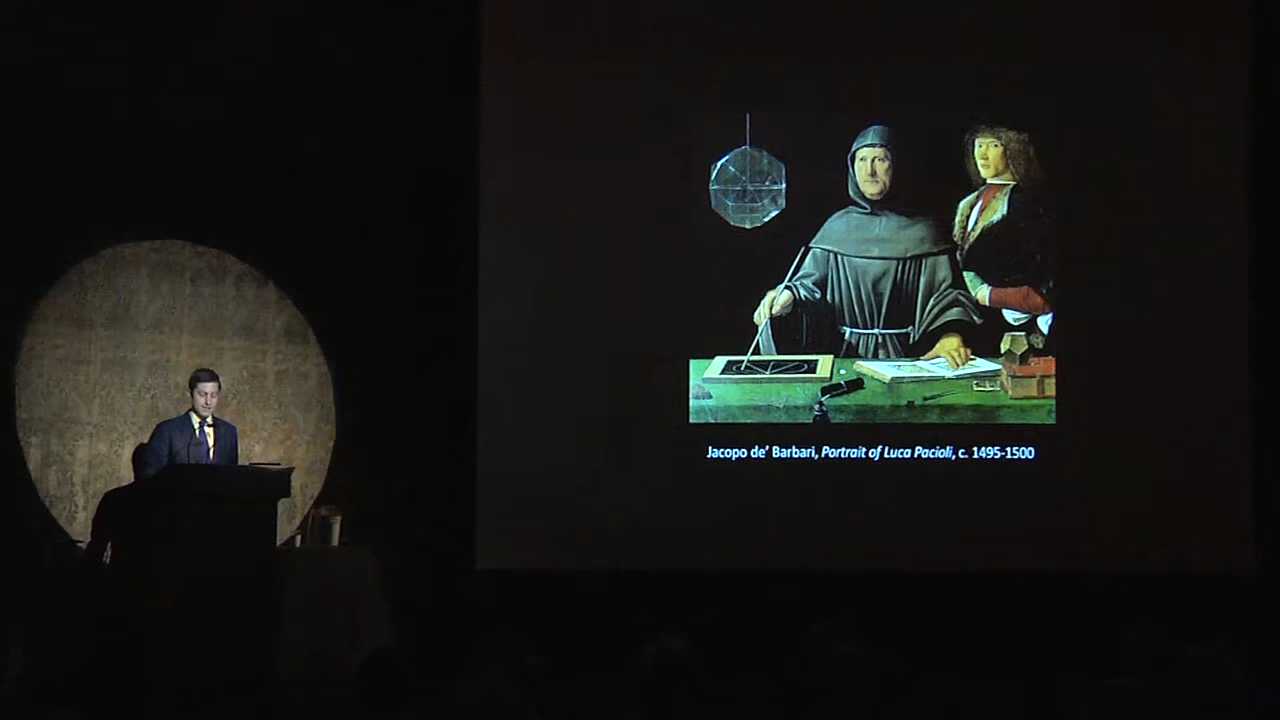 Jacopo de’ Barbari, Portrait of Luca Pacioli, c. 1495-1500